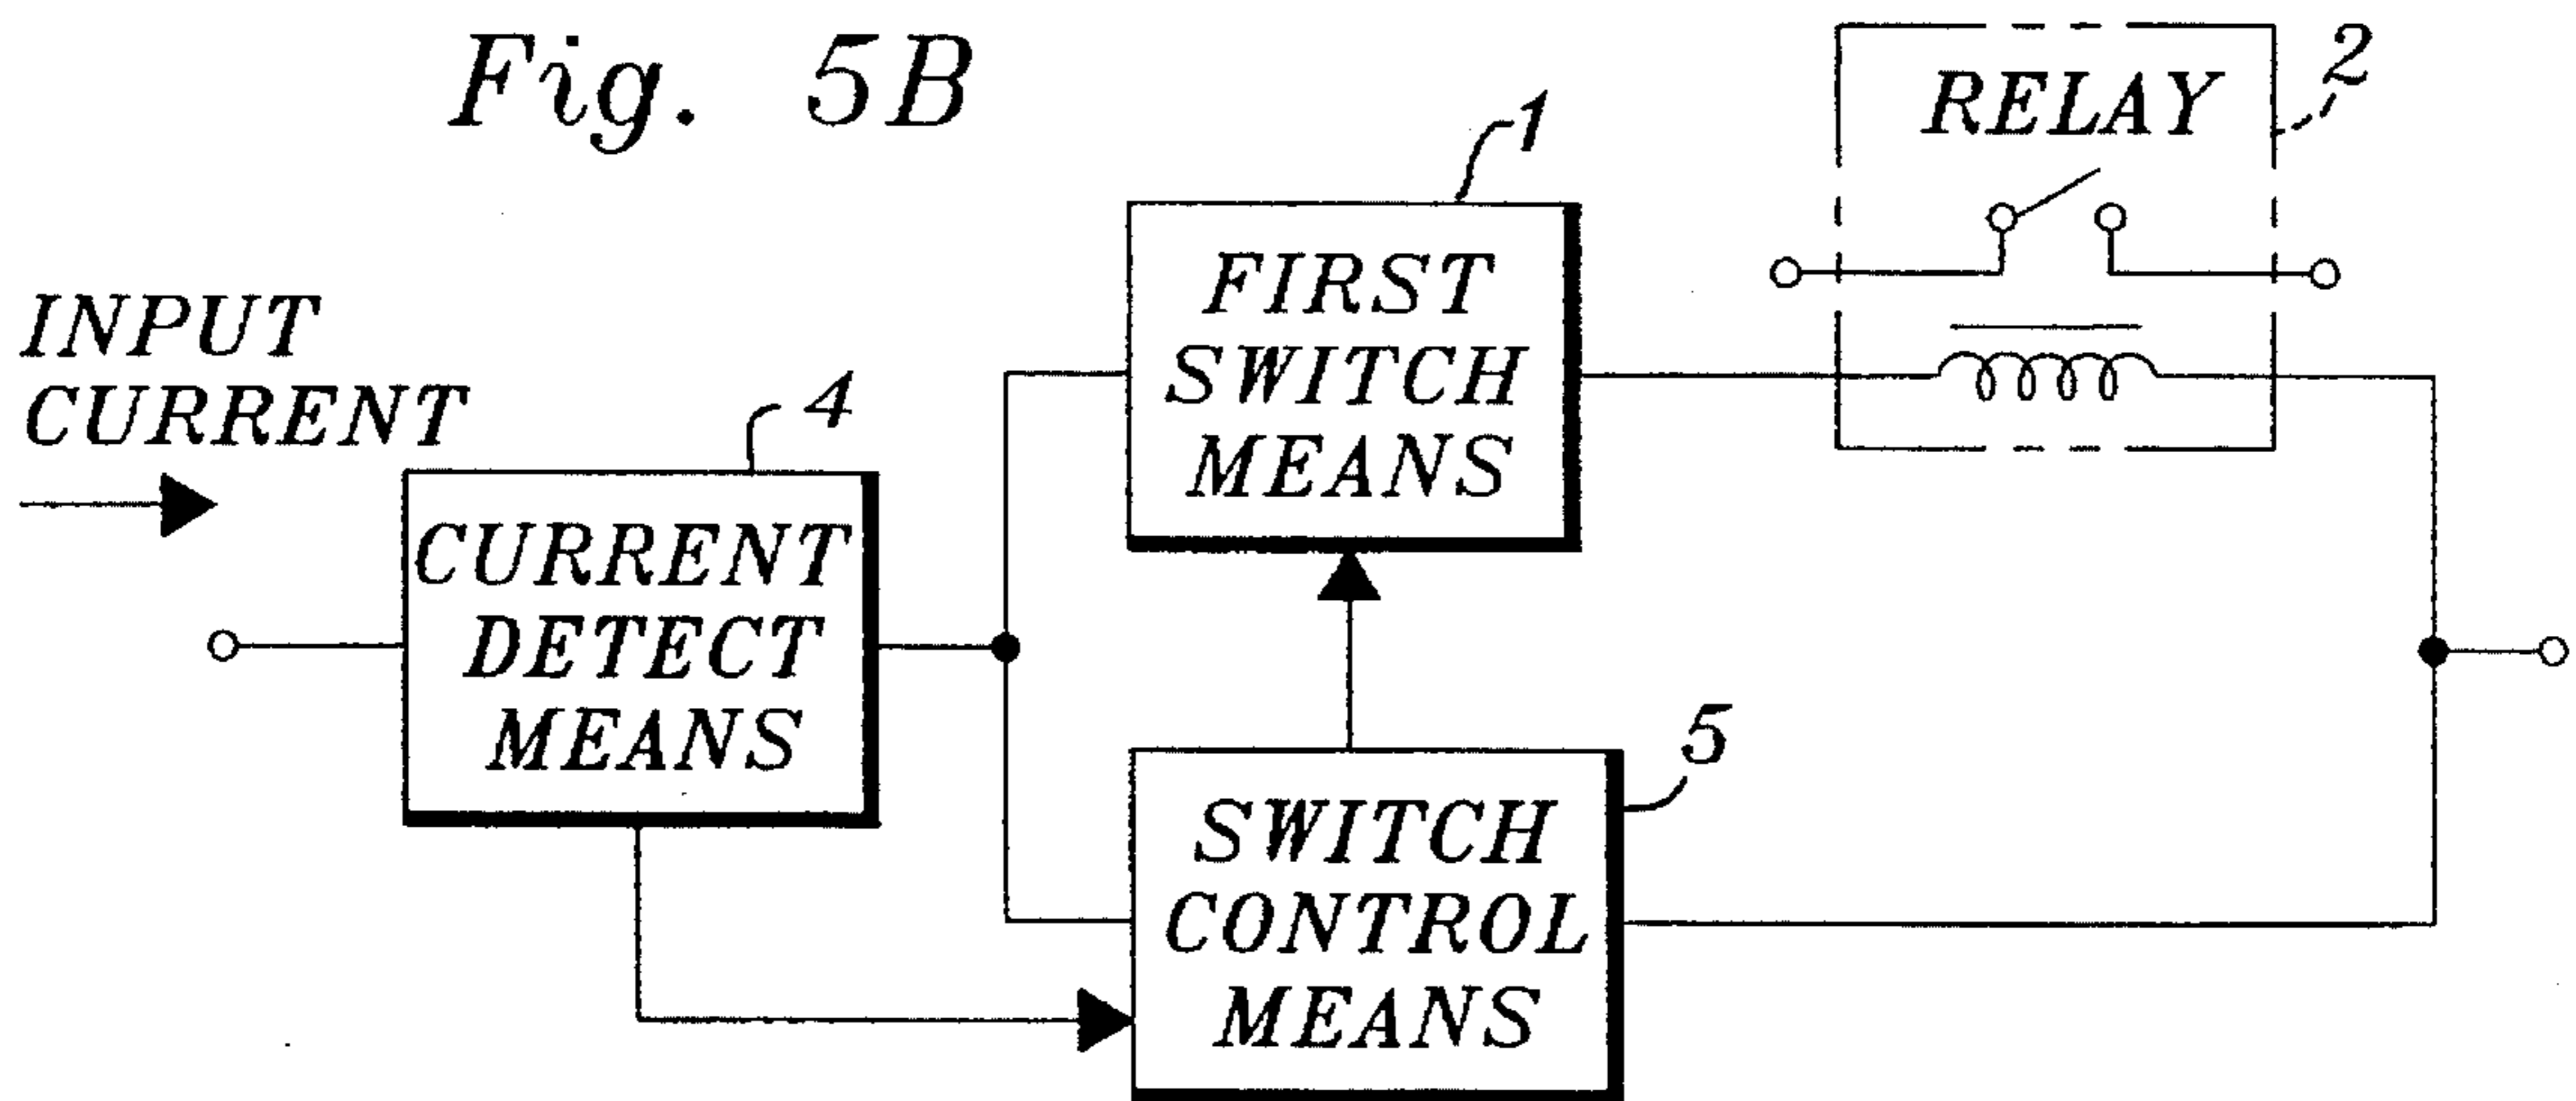 Fig. 5B
2
RELAY
1
FIRST
SWITCH
MEANS
INPUT
CURRENT
4
CURRENT
DETECT
MEANS
5
SWITCH
CONTROL
MEANS